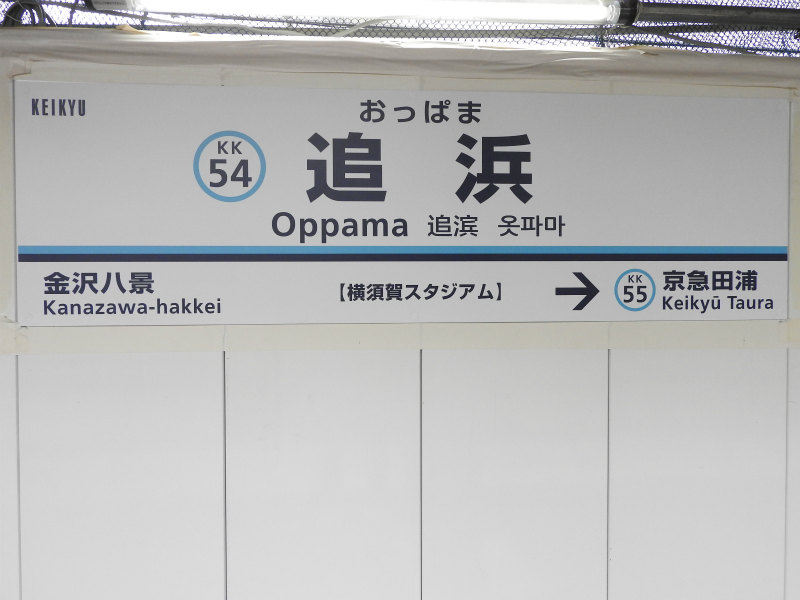 KEIKYU
おっぱま
KK
54
追浜
Oppama 追滨 옷파마
金沢八景
Kanazawa-hakkei
【横須賀スタジアム】
→
KK
55
京急田浦
Keikyū Taura